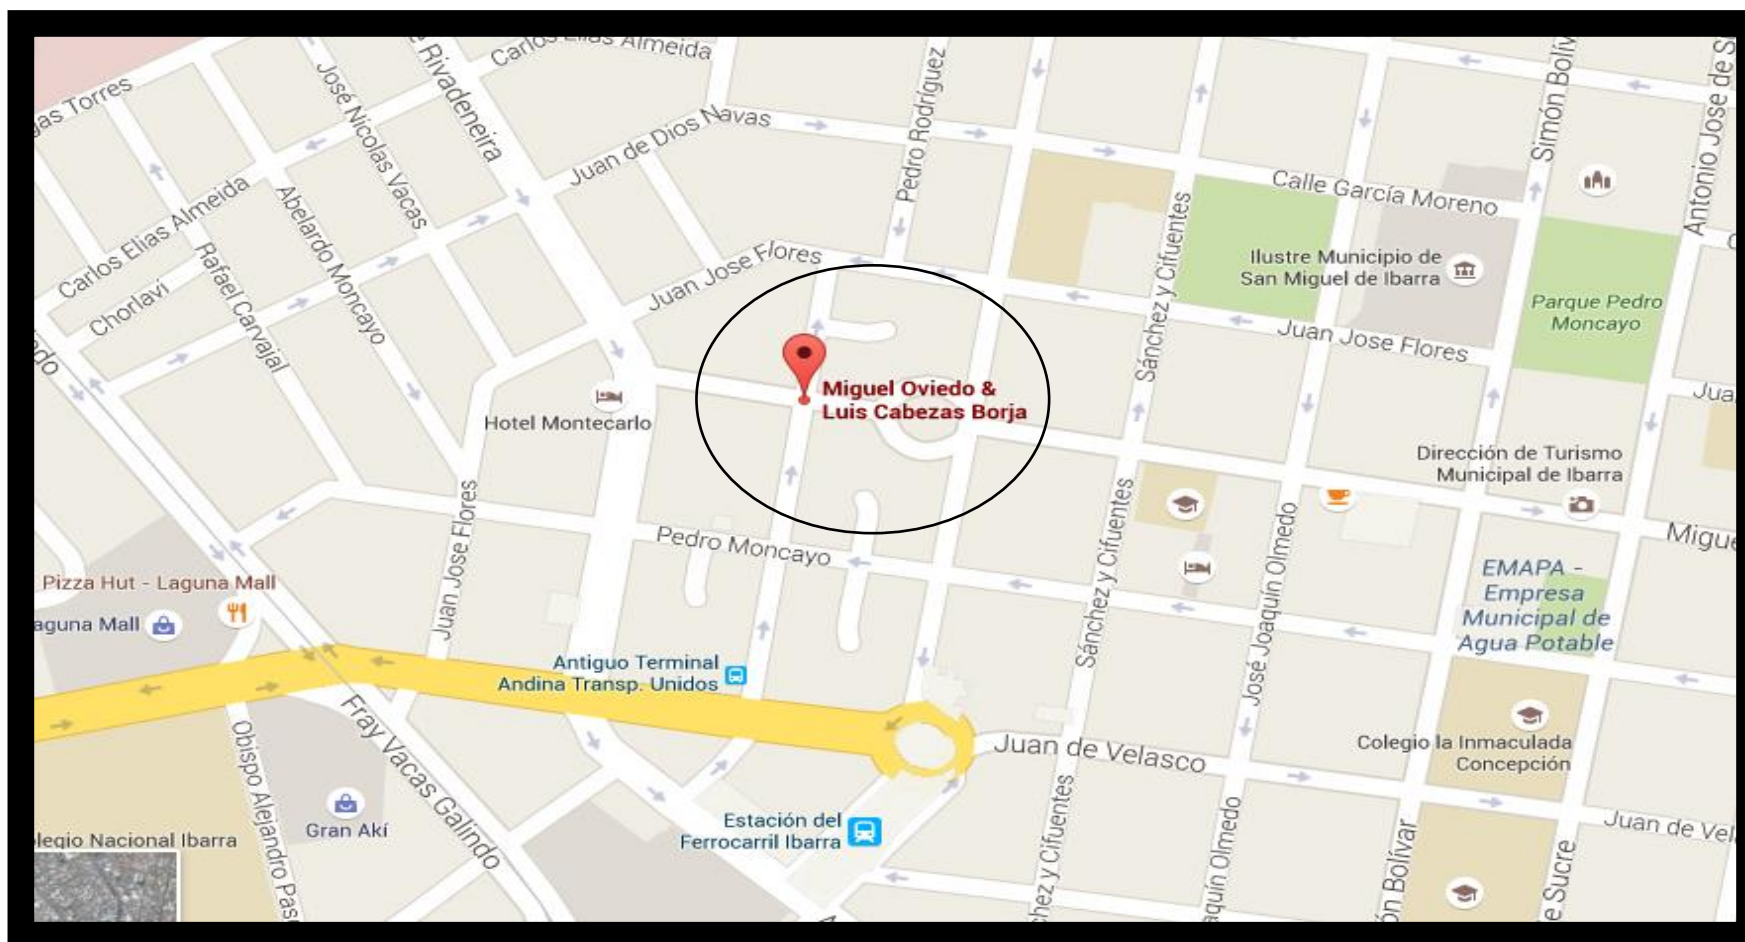 Carlos Elias Almeida
Rivadeneira
gas Torres
José Nicolas Vacas
Juan de Dios Navas
Pedro Rodríguez
Simón Bolív
Antonio Jose de S
Calle García Moreno
Carlos Elias Almeida
Abelardo Moncayo
Rafael Carvajal
Chorlavi
Juan Jose Flores
Sánchez y Cifuentes
Ilustre Municipio de
San Miguel de Ibarra
Parque Pedro
Moncayo
Juan Jose Flores
ado
Miguel Oviedo &
Luis Cabezas Borja
Hotel Montecarlo
Jua
Dirección de Turismo
Municipal de Ibarra
Juan Jose Flores
Pedro Moncayo
Sánchez y Cifuentes
José Joaquín Olmedo
Migue
EMAPA -
Empresa
Municipal de
Agua Potable
Pizza Hut - Laguna Mall
aguna Mall
Antiguo Terminal
Andina Transp. Unidos
Fray Vacas Galindo
Obispo Alejandro Pas
Juan de Velasco
Colegio la Inmaculada
Concepción
Gran Akí
Estación del
Ferrocarril Ibarra
legio Nacional Ibarra
chez y Cifuentes
aquín Olmedo
ón Bolívar
e Sucre
Juan de Vel